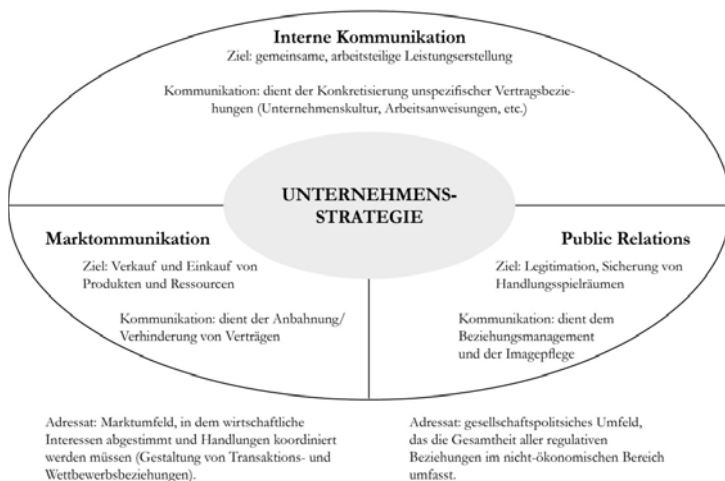 Interne Kommunikation
Ziel: gemeinsame, arbeitsteilige Leistungserstellung
Kommunikation: dient der Konkretisierung unspezifischer Vertragsbezie-
hungen (Unternehmenskultur, Arbeitsanweisungen, etc.)
UNTERNEHMENS-
STRATEGIE
Marktommunikation
Ziel: Verkauf und Einkauf von
Produkten und Ressourcen
Kommunikation: dient der Anbahnung/
Verhinderung von Verträgen
Public Relations
Ziel: Legitimation, Sicherung von
Handlungsspielräumen
Kommunikation: dient dem
Beziehungsmanagement
und der Imagepflege
Adressat: Marktumfeld, in dem wirtschaftliche
Interessen abgestimmt und Handlungen koordiniert
werden müssen (Gestaltung von Transaktions- und
Wettbewerbsbeziehungen).
Adressat: gesellschaftspolitsiches Umfeld,
das die Gesamtheit aller regulativen
Beziehungen im nicht-ökonomischen Bereich
umfasst.